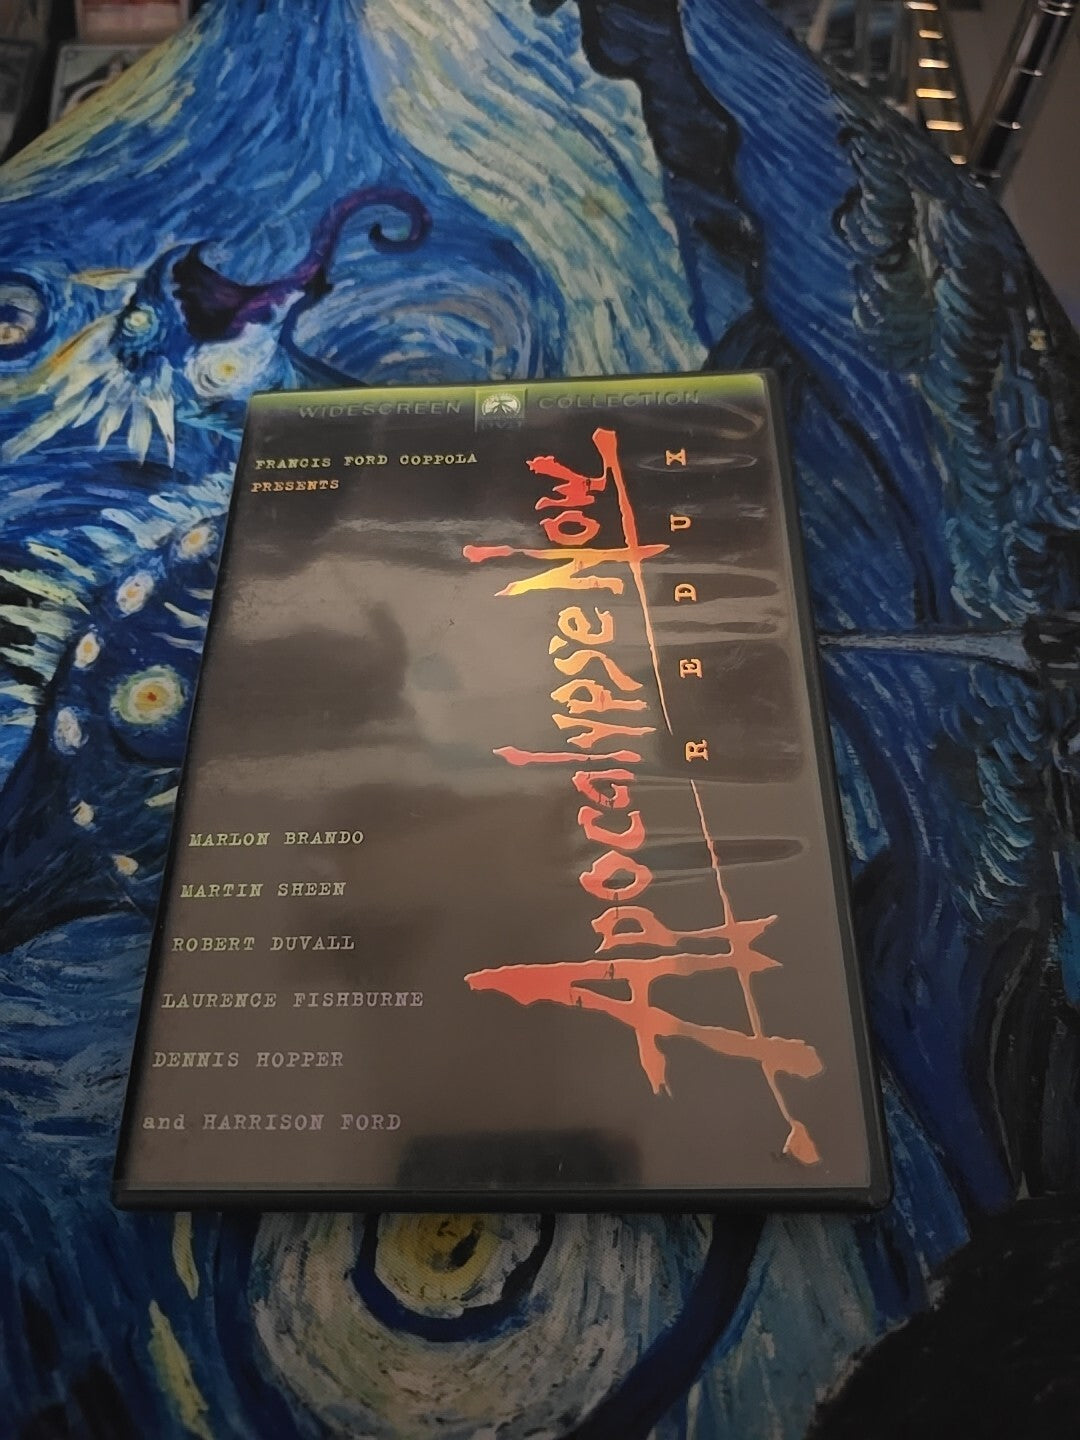 WIDESCREEN COLLECTION
FRANCIS FORD COPPOLA
PRESENTS
Apocalypse Now
REDUX
MARLON BRANDO
MARTIN SHEEN
ROBERT DUVALL
LAURENCE FISHBURNE
DENNIS HOPPER
and HARRISON FORD